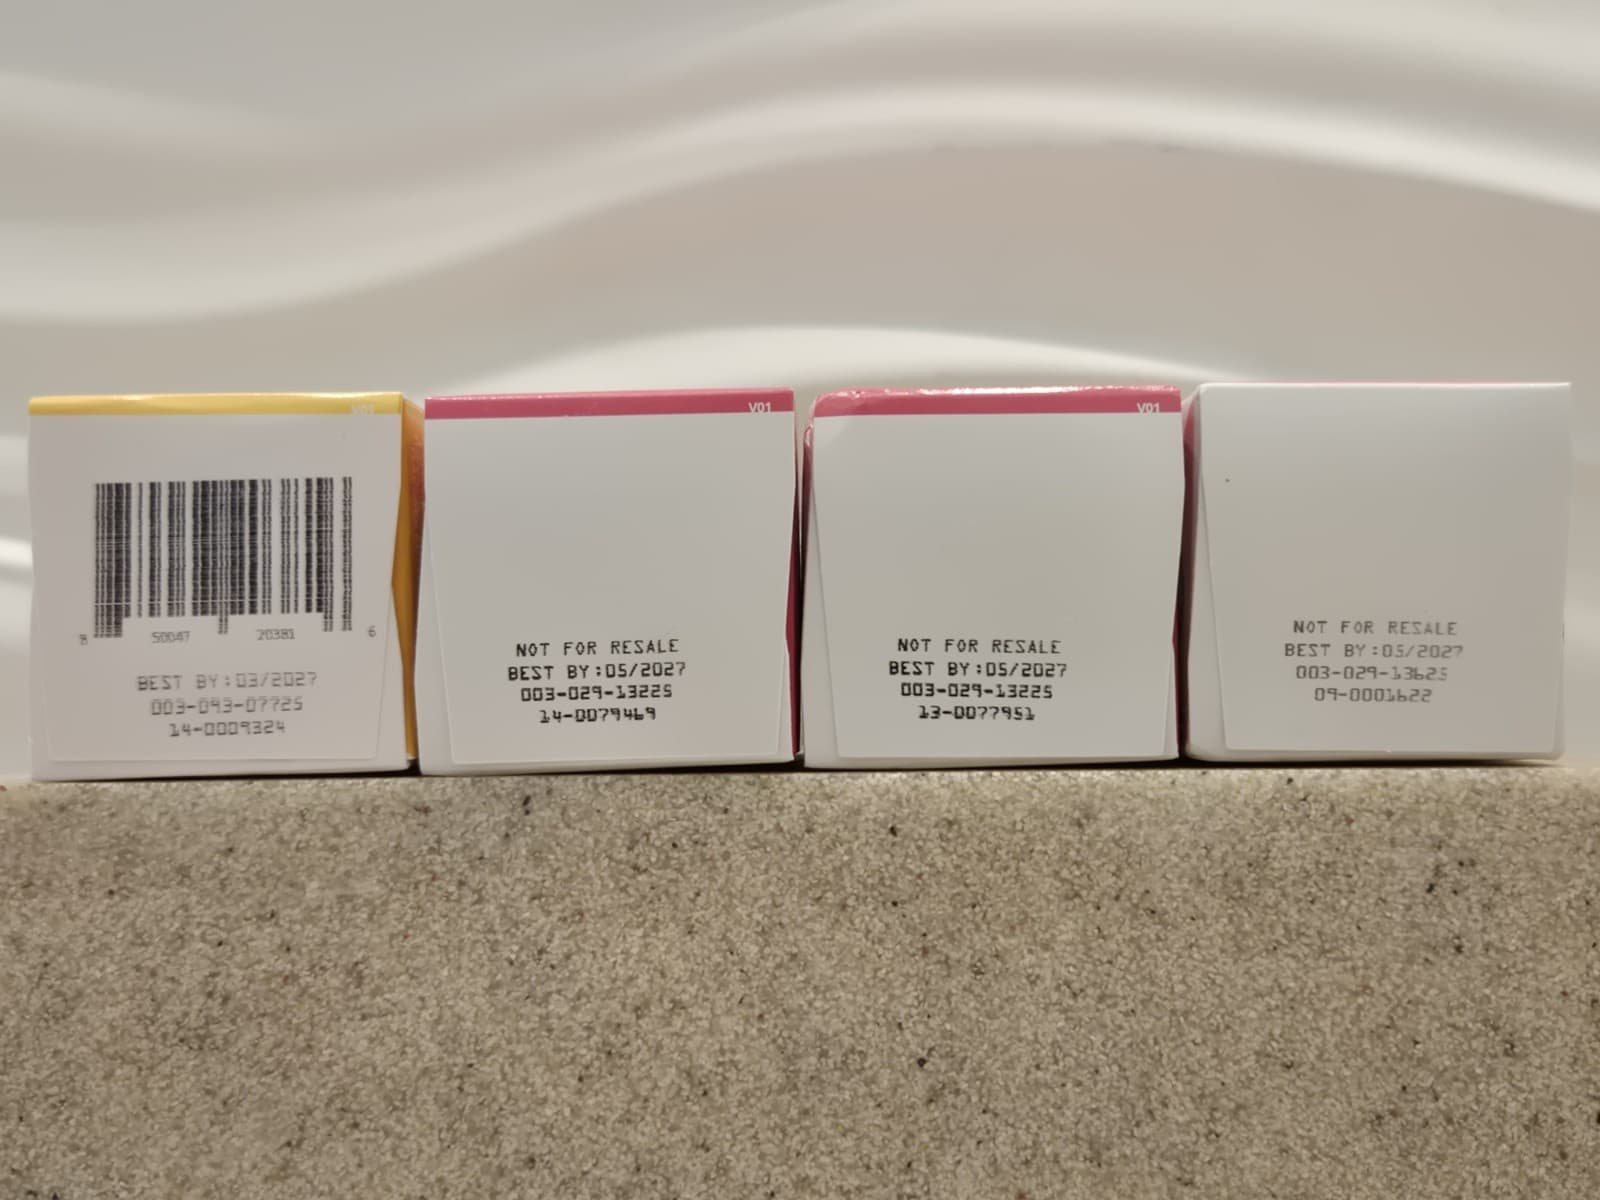 V01
8 50047 20381 6
BEST BY:03/2027
003-093-07725
14-0009324
V01
NOT FOR RESALE
BEST BY:05/2027
003-029-13225
14-0079469
V01
NOT FOR RESALE
BEST BY:05/2027
003-029-13225
13-0077951
NOT FOR RESALE
BEST BY:05/2027
003-029-13625
09-0001622